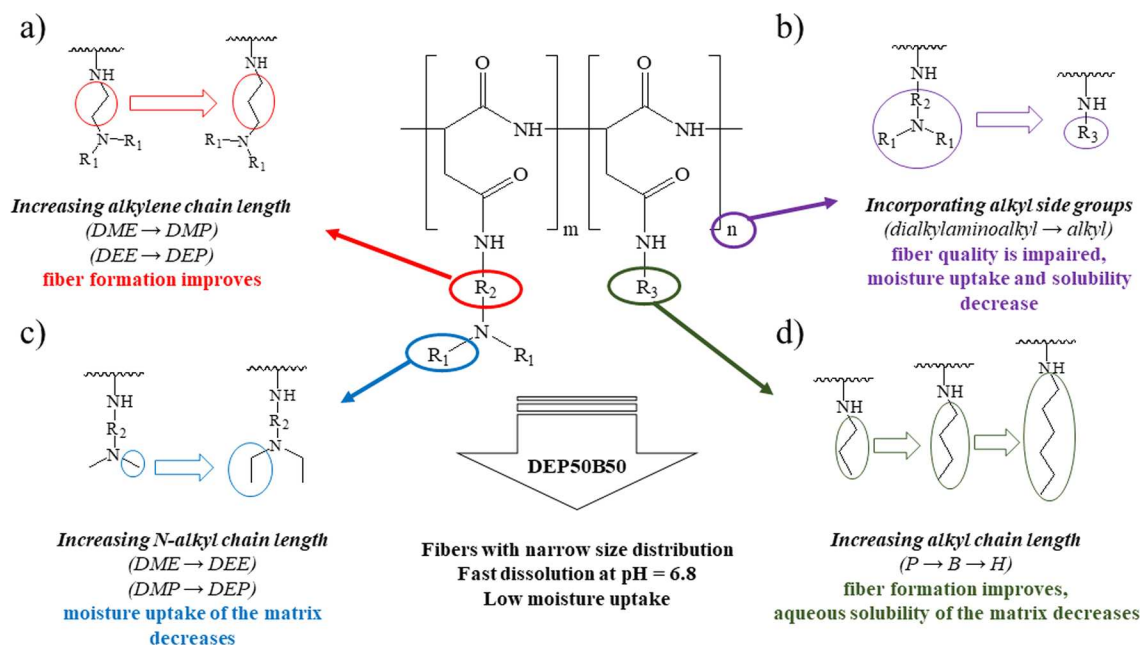 a)
NH
N
R1
R1
NH
N
R1
R1
Increasing alkylene chain length
(DME → DMP)
(DEE → DEP)
fiber formation improves
O
NH
O
NH
O
m
O
n
NH
R2
N
R1
R1
NH
R3
b)
NH
R2
N
R1
R1
NH
R3
Incorporating alkyl side groups
(dialkylaminoalkyl → alkyl)
fiber quality is impaired,
moisture uptake and solubility
decrease
c)
NH
R2
N
NH
R2
N
Increasing N-alkyl chain length
(DME → DEE)
(DMP → DEP)
moisture uptake of the matrix
decreases
DEP50B50
Fibers with narrow size distribution
Fast dissolution at pH = 6.8
Low moisture uptake
d)
NH
NH
NH
Increasing alkyl chain length
(P → B → H)
fiber formation improves,
aqueous solubility of the matrix decreases